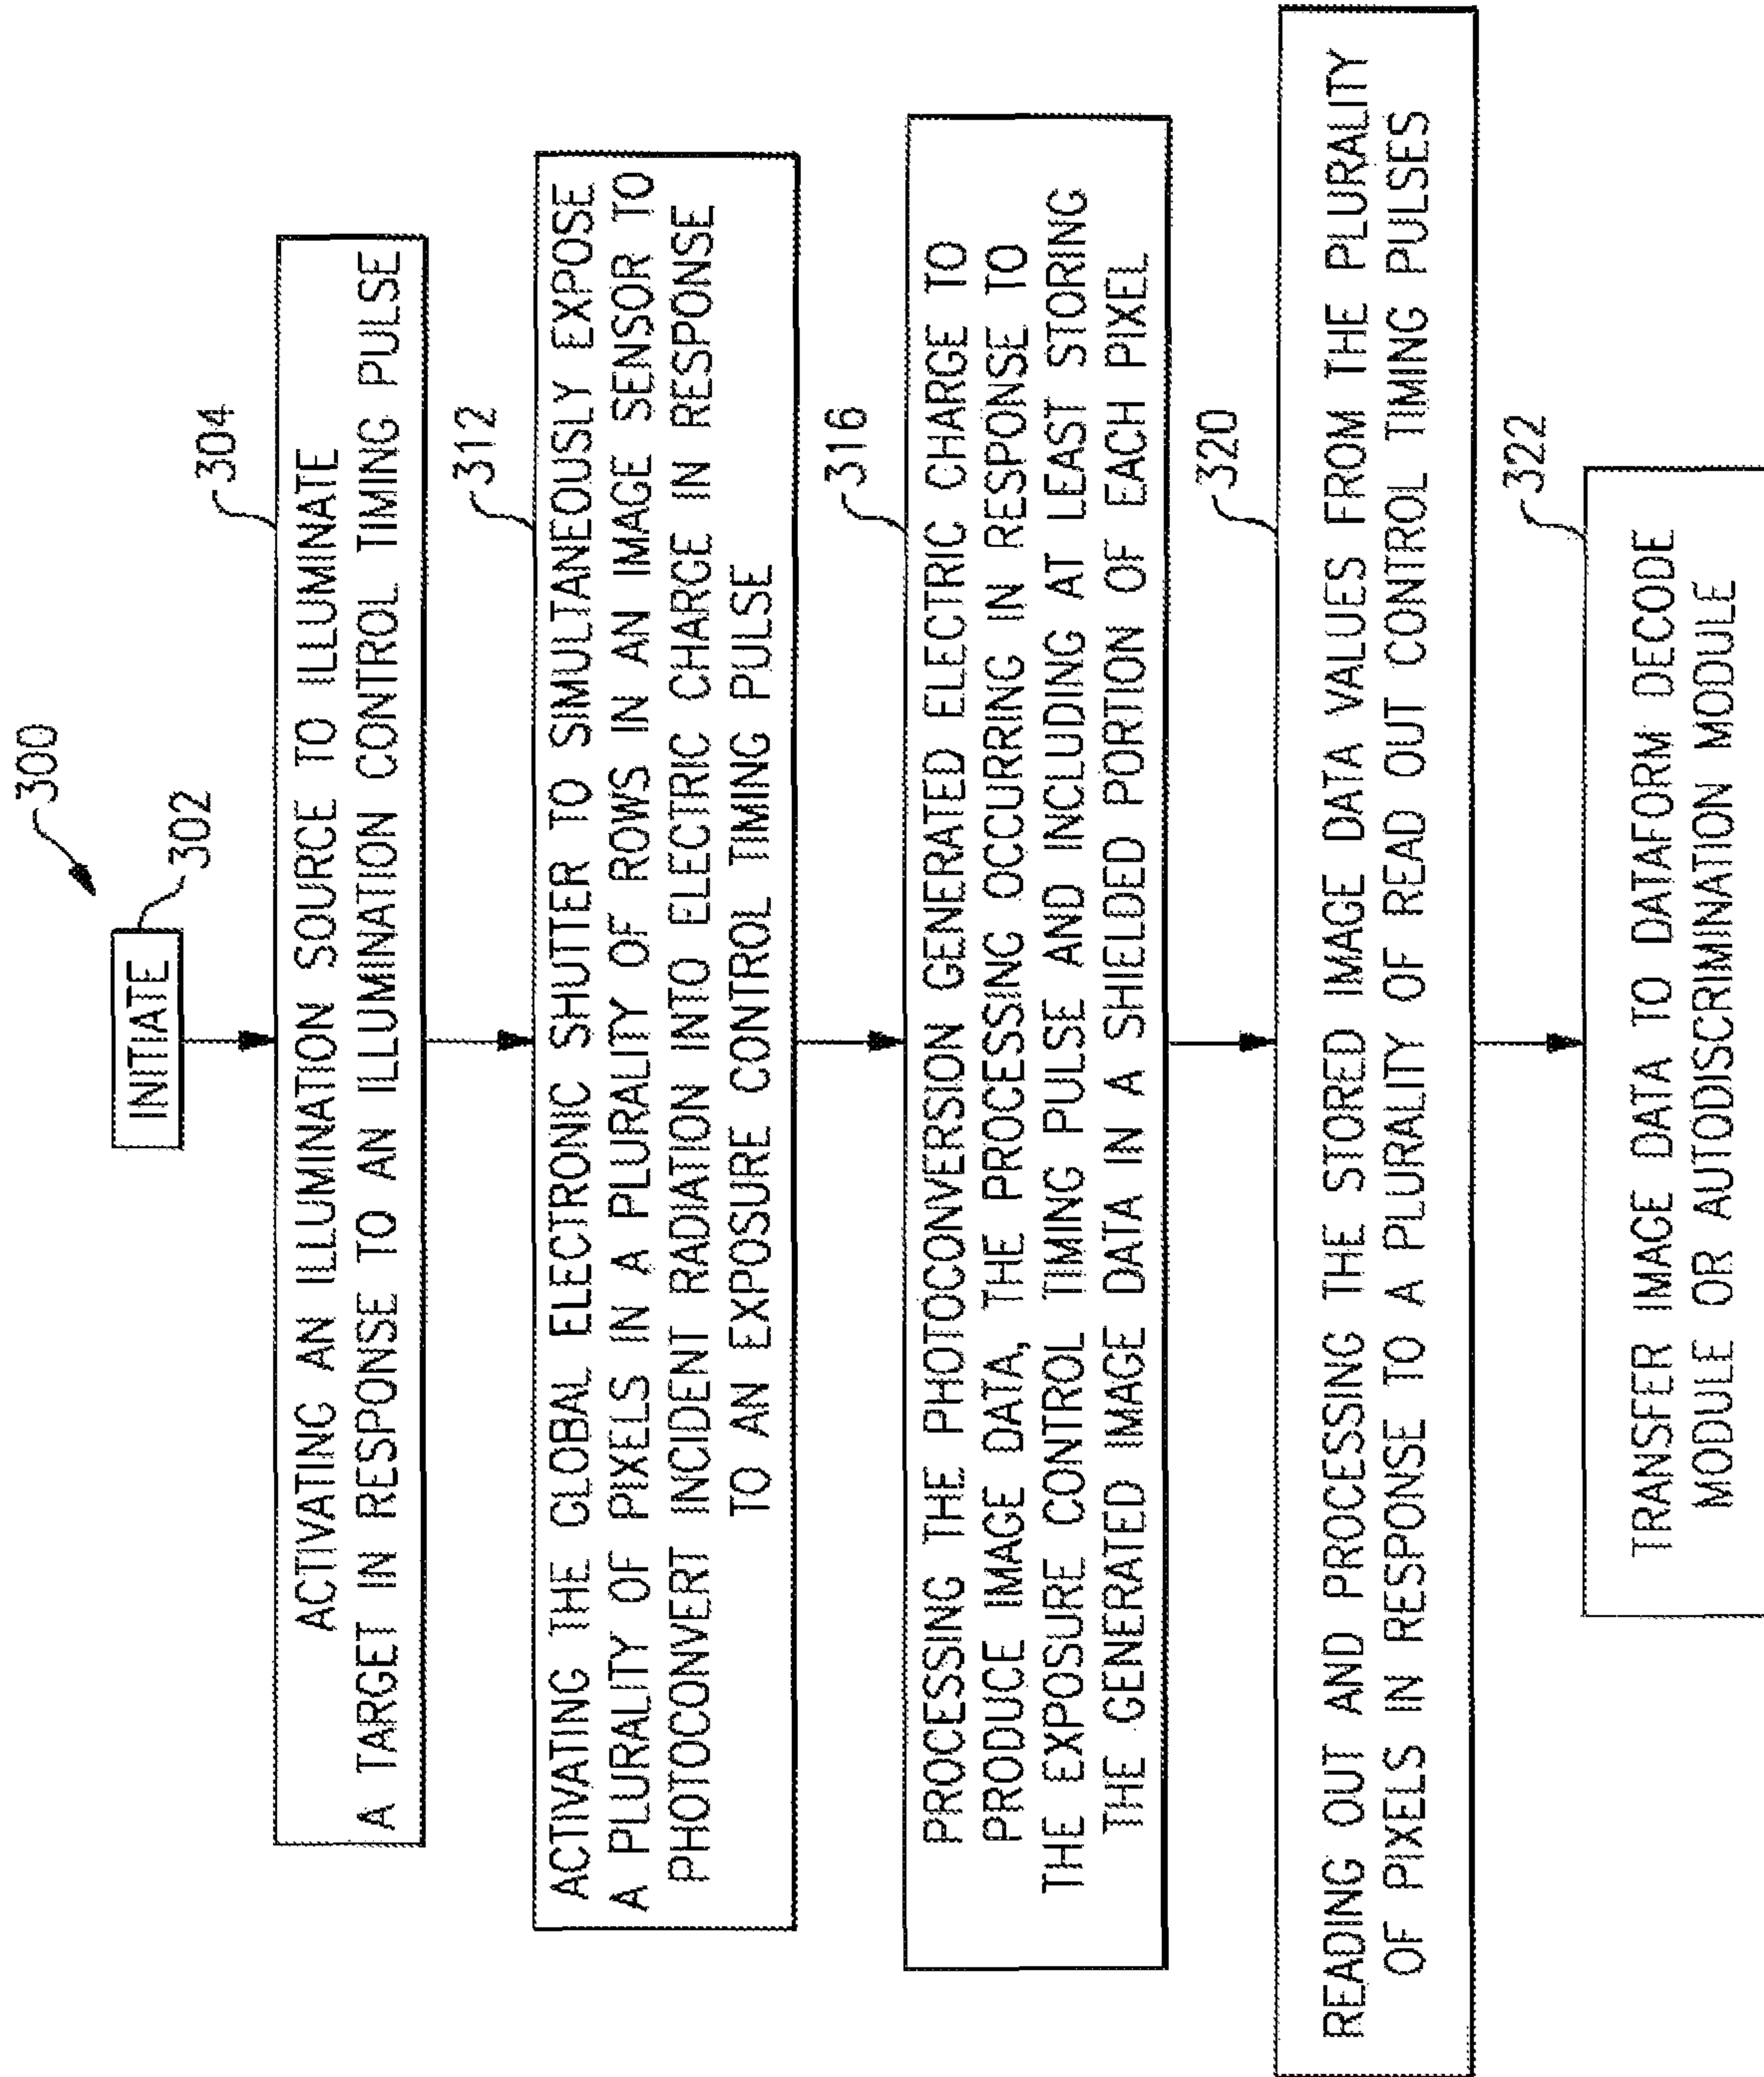 300
INITIATE
302
304
ACTIVATING AN ILLUMINATION SOURCE TO ILLUMINATE
A TARGET IN RESPONSE TO AN ILLUMINATION CONTROL TIMING PULSE
312
ACTIVATING THE GLOBAL ELECTRONIC SHUTTER TO SIMULTANEOUSLY EXPOSE
A PLURALITY OF PIXELS IN A PLURALITY OF ROWS IN AN IMAGE SENSOR TO
PHOTOCONVERT INCIDENT RADIATION INTO ELECTRIC CHARGE IN RESPONSE
TO AN EXPOSURE CONTROL TIMING PULSE
316
PROCESSING THE PHOTOCONVERSION GENERATED ELECTRIC CHARGE TO
PRODUCE IMAGE DATA, THE PROCESSING OCCURRING IN RESPONSE TO
THE EXPOSURE CONTROL TIMING PULSE AND INCLUDING AT LEAST STORING
THE GENERATED IMAGE DATA IN A SHIELDED PORTION OF EACH PIXEL
320
READING OUT AND PROCESSING THE STORED IMAGE DATA VALUES FROM THE PLURALITY
OF PIXELS IN RESPONSE TO A PLURALITY OF READ OUT CONTROL TIMING PULSES
322
TRANSFER IMAGE DATA TO DATAFORM DECODE
MODULE OR AUTODISCRIMINATION MODULE